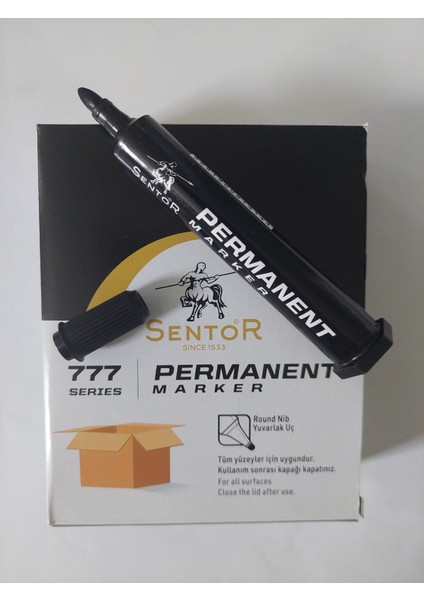 SENTOR
PERMANENT
MARKER
SENTOR
SINCE 1533
777
SERIES
PERMANENT
MARKER
Round Nib
Yuvarlak Uç
Tüm yüzeyler için uygundur.
Kullanım sonrası kapağı kapatınız.
For all surfaces
Close the lid after use.